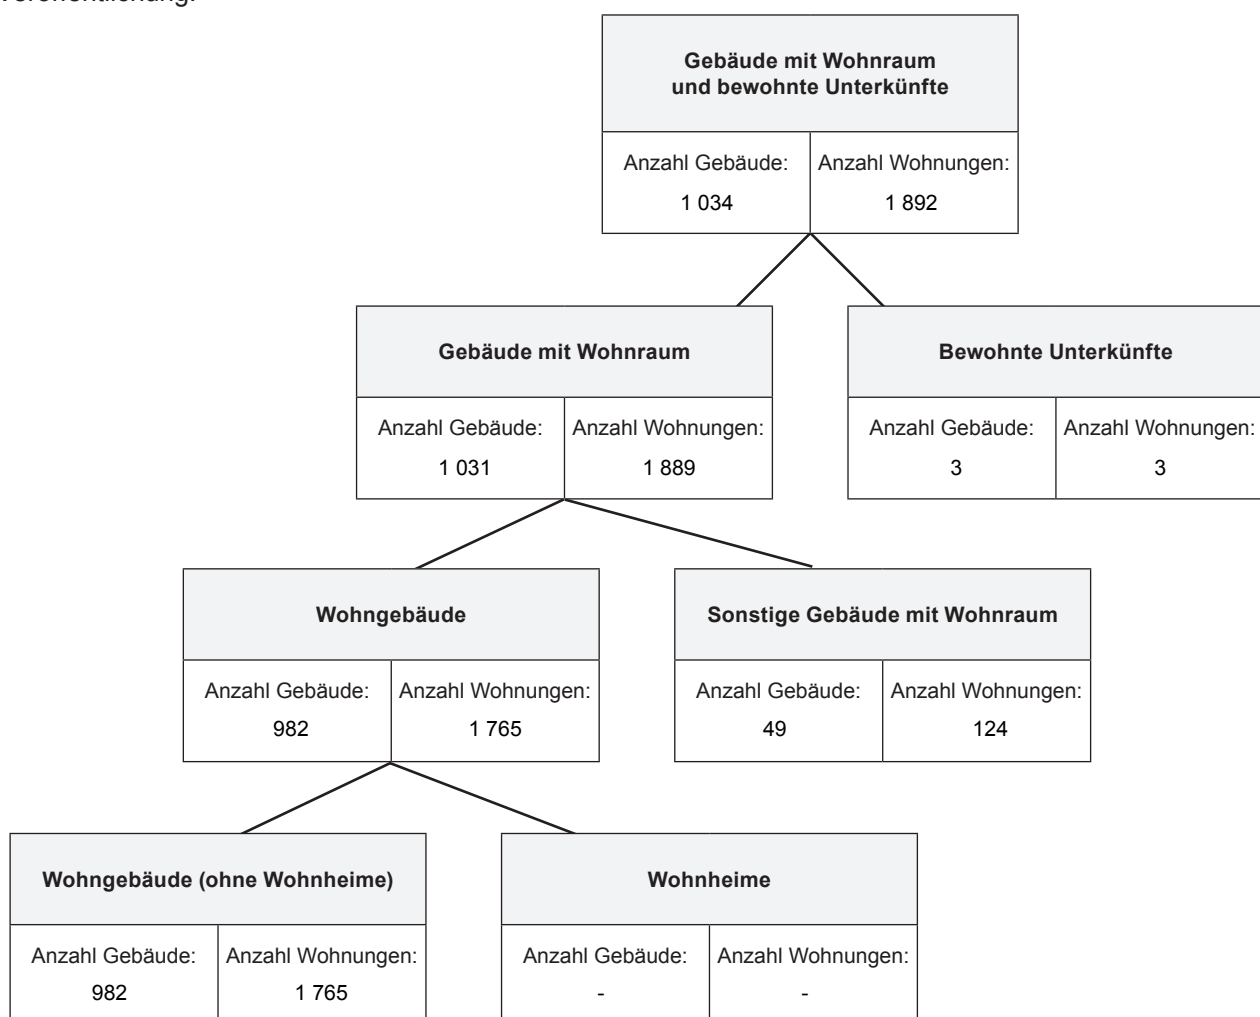 Veröffentlichung.
Gebäude mit Wohnraum
und bewohnte Unterkünfte
Anzahl Gebäude: Anzahl Wohnungen:
1 034 1 892
Gebäude mit Wohnraum Bewohnte Unterkünfte
Anzahl Gebäude: Anzahl Wohnungen: Anzahl Gebäude: Anzahl Wohnungen:
1 031 1 889 3 3
Wohngebäude Sonstige Gebäude mit Wohnraum
Anzahl Gebäude: Anzahl Wohnungen: Anzahl Gebäude: Anzahl Wohnungen:
982 1 765 49 124
Wohngebäude (ohne Wohnheime) Wohnheime
Anzahl Gebäude: Anzahl Wohnungen: Anzahl Gebäude: Anzahl Wohnungen:
982 1 765 - -